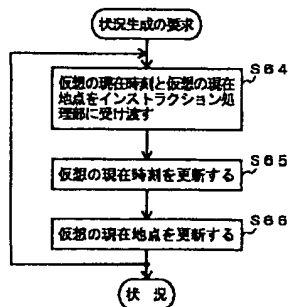 状況生成の要求
S64
仮想の現在時刻と仮想の現在
地点をインストラクション処
理部に受け渡す
S65
仮想の現在時刻を更新する
S66
仮想の現在地点を更新する
状 況